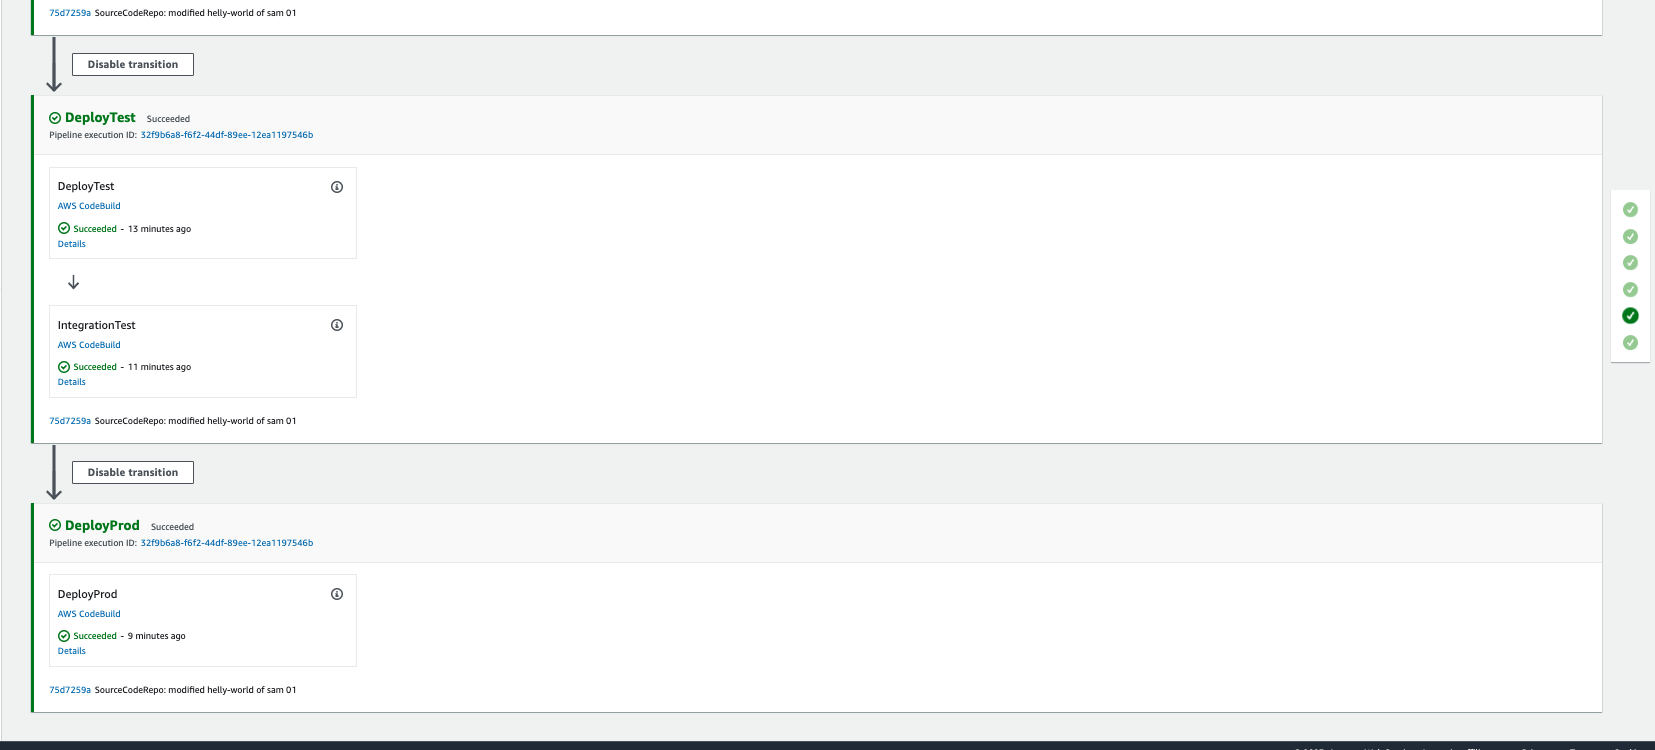 75d7259a SourceCodeRepo: modified helly-world of sam 01
Disable transition
DeployTest Succeeded
Pipeline execution ID: 32f9b6a8-f6f2-44df-89ee-12ea1197546b
DeployTest
AWS CodeBuild
Succeeded - 13 minutes ago
Details
IntegrationTest
AWS CodeBuild
Succeeded - 11 minutes ago
Details
75d7259a SourceCodeRepo: modified helly-world of sam 01
Disable transition
DeployProd Succeeded
Pipeline execution ID: 32f9b6a8-f6f2-44df-89ee-12ea1197546b
DeployProd
AWS CodeBuild
Succeeded - 9 minutes ago
Details
75d7259a SourceCodeRepo: modified helly-world of sam 01